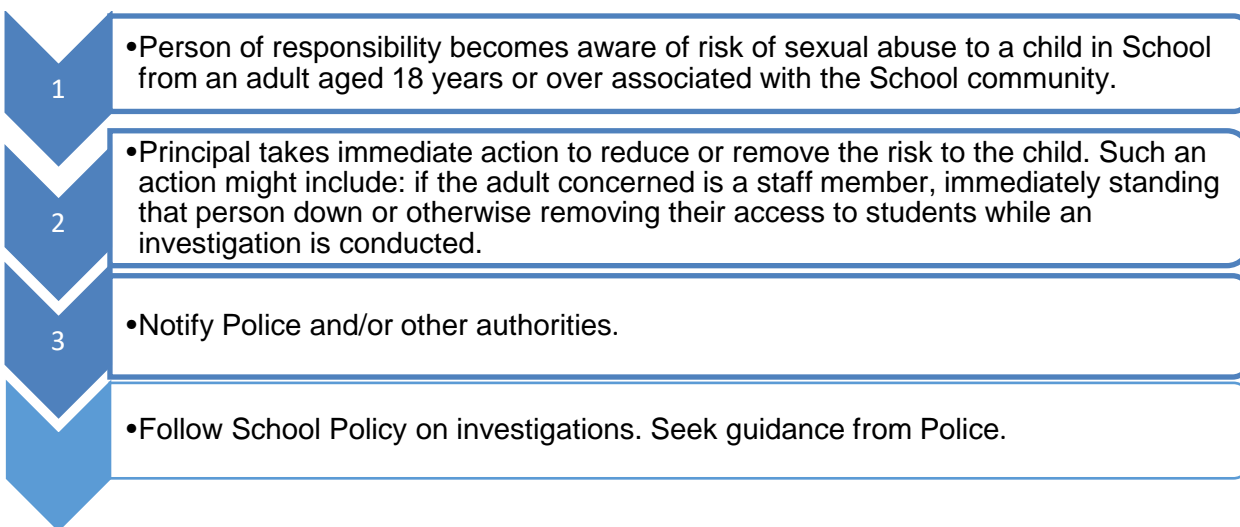 1
•Person of responsibility becomes aware of risk of sexual abuse to a child in School
from an adult aged 18 years or over associated with the School community.
2
•Principal takes immediate action to reduce or remove the risk to the child. Such an
action might include: if the adult concerned is a staff member, immediately standing
that person down or otherwise removing their access to students while an
investigation is conducted.
3
•Notify Police and/or other authorities.
•Follow School Policy on investigations. Seek guidance from Police.